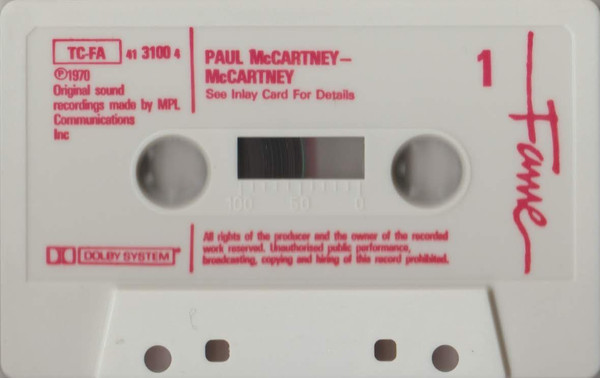 TC-FA 41 3100 4
℗1970
Original sound
recordings made by MPL
Communications
Inc
PAUL McCARTNEY–
McCARTNEY
See Inlay Card For Details
1
Fame
100 50 0
DOLBY SYSTEM
All rights of the producer and the owner of the recorded
work reserved. Unauthorised public performance,
broadcasting, copying and hiring of this record prohibited.